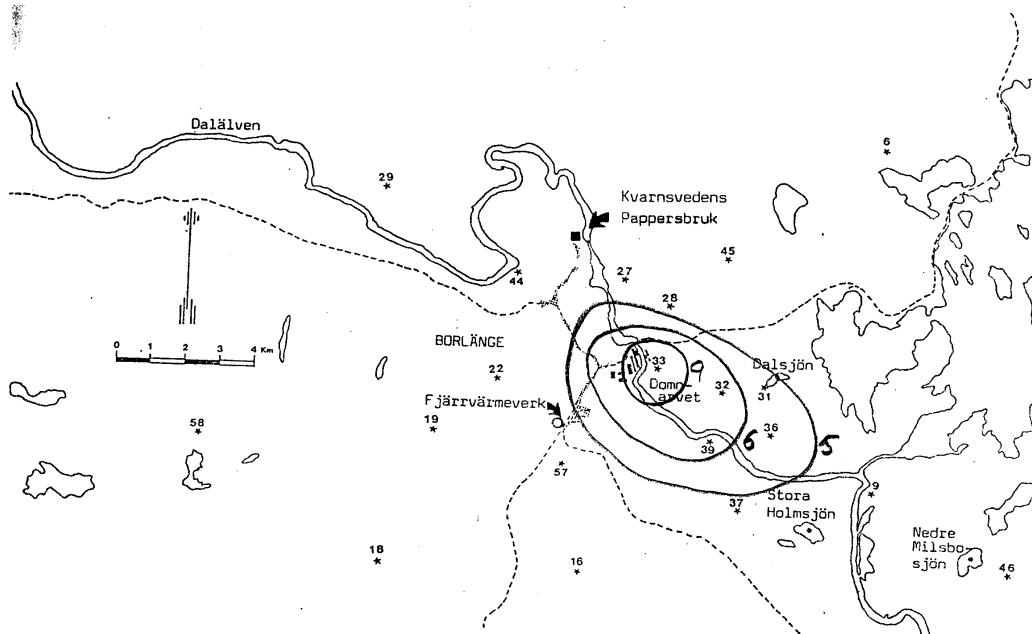 Dalälven
6
29
Kvarnsvedens
Pappersbruk
45
44
27
28
0 1 2 3 4 Km
BORLÄNGE
33
9
Domn-
arvet
Dalsjön
22
32
31
Fjärrvärmeverk
58
19
39
6
36
5
57
9
37
Stora
Holmsjön
Nedre
Milsbo-
sjön
18
16
46